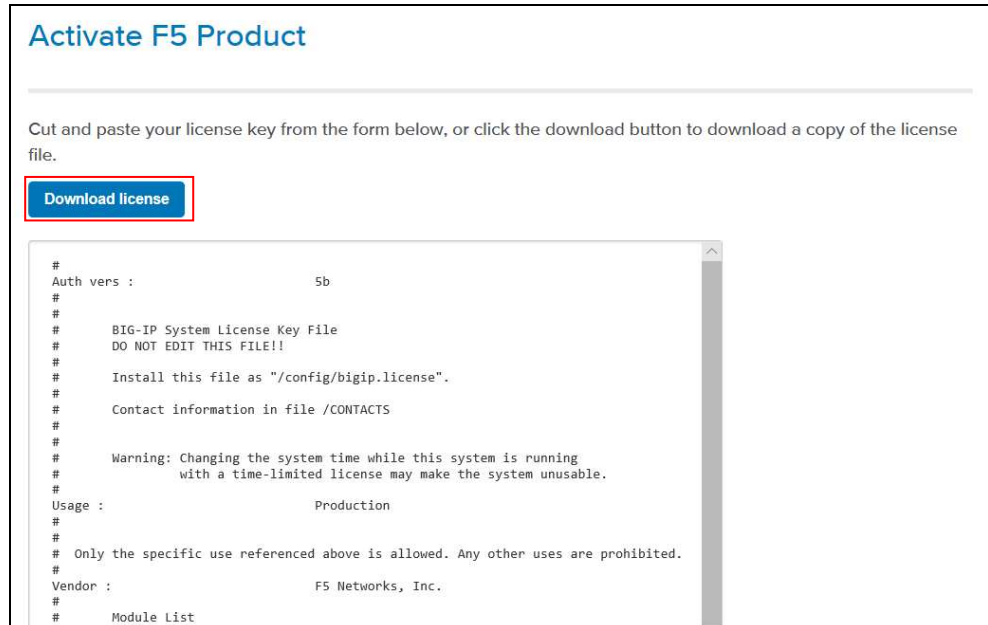 Activate F5 Product
Cut and paste your license key from the form below, or click the download button to download a copy of the license
file.
Download license
#
Auth vers :                        5b
#
#
#       BIG-IP System License Key File
#       DO NOT EDIT THIS FILE!!
#
#       Install this file as "/config/bigip.license".
#
#       Contact information in file /CONTACTS
#
#
#       Warning: Changing the system time while this system is running
#                with a time-limited license may make the system unusable.
#
Usage :                            Production
#
#
#  Only the specific use referenced above is allowed. Any other uses are prohibited.
#
Vendor :                           F5 Networks, Inc.
#
#       Module List